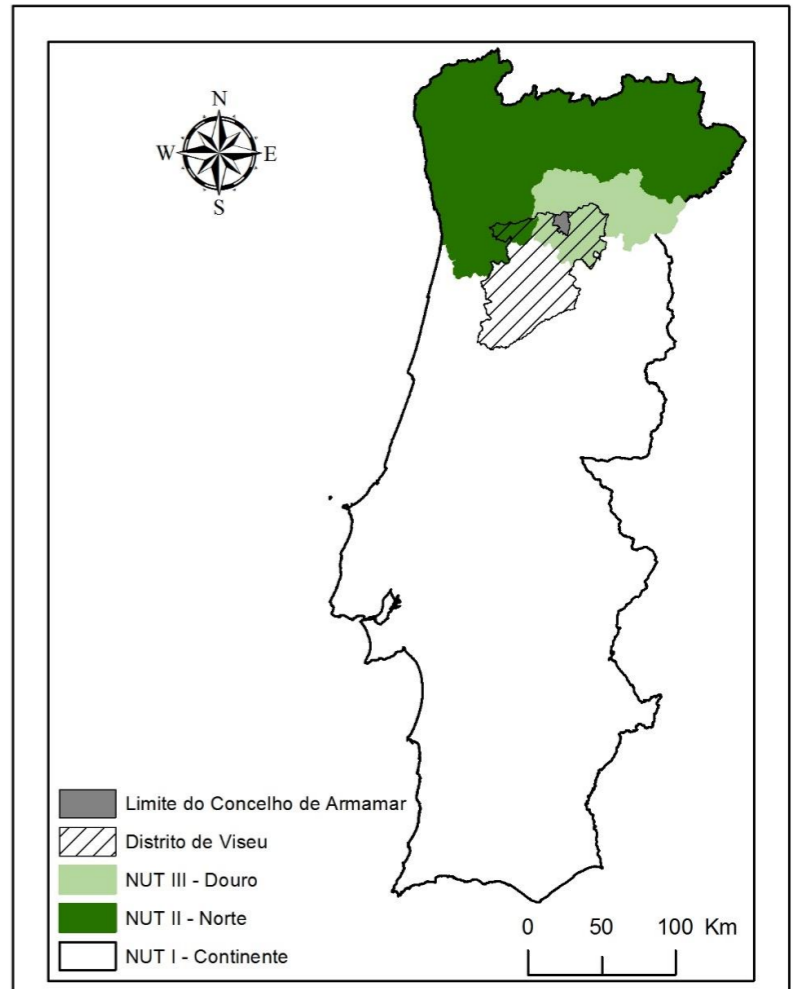 N
W E
S
Limite do Concelho de Armamar
Distrito de Viseu
NUT III - Douro
NUT II - Norte
NUT I - Continente
0 50 100 Km